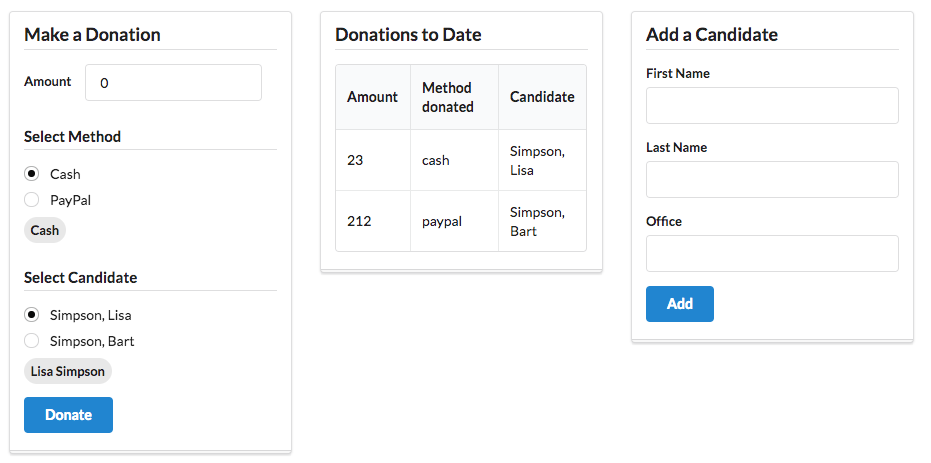 Make a Donation
Amount
0
Select Method
Cash
PayPal
Cash
Select Candidate
Simpson, Lisa
Simpson, Bart
Lisa Simpson
Donate
Donations to Date
Amount
Method
donated
Candidate
23
cash
Simpson,
Lisa
212
paypal
Simpson,
Bart
Add a Candidate
First Name
Last Name
Office
Add